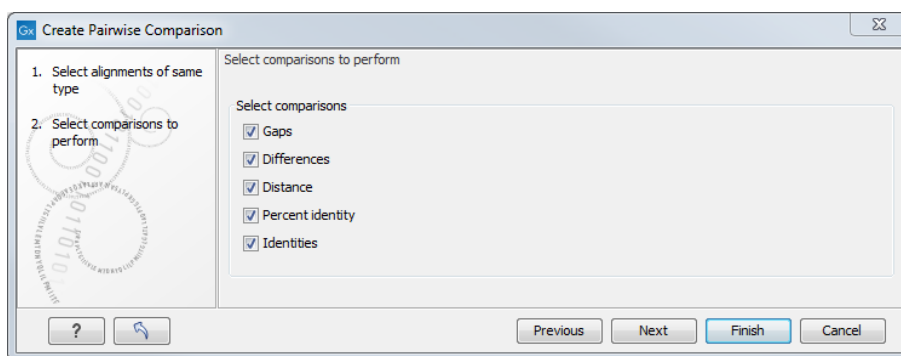 Gx Create Pairwise Comparison
1. Select alignments of same
type
2. Select comparisons to
perform
Select comparisons to perform
Select comparisons
Gaps
Differences
Distance
Percent identity
Identities
?
Previous Next Finish Cancel